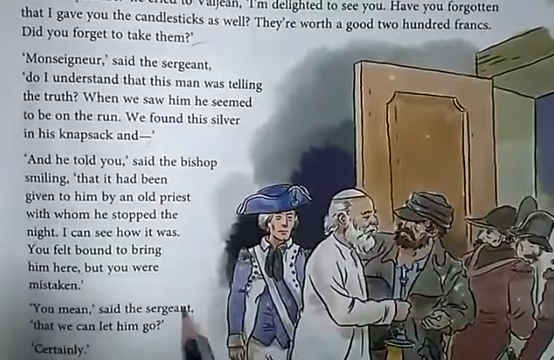 he cried to Valjean, 'I'm delighted to see you. Have you forgotten
that I gave you the candlesticks as well? They're worth a good two hundred francs.
Did you forget to take them?'
'Monseigneur,' said the sergeant,
'do I understand that this man was telling
the truth? When we saw him he seemed
to be on the run. We found this silver
in his knapsack and—'
'And he told you,' said the bishop
smiling, 'that it had been
given to him by an old priest
with whom he stopped the
night. I can see how it was.
You felt bound to bring
him here, but you were
mistaken.'
'You mean,' said the sergeant,
'that we can let him go?'
'Certainly.'